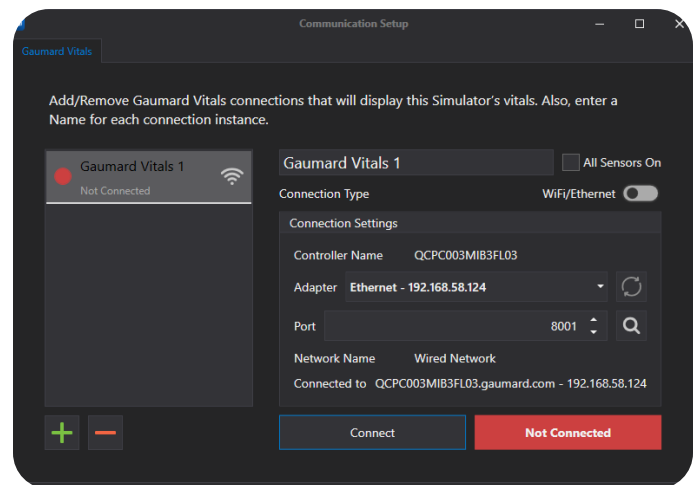 Communication Setup
Gaumard Vitals
Add/Remove Gaumard Vitals connections that will display this Simulator's vitals. Also, enter a
Name for each connection instance.
Gaumard Vitals 1
Not Connected
Gaumard Vitals 1
All Sensors On
Connection Type
WiFi/Ethernet
Connection Settings
Controller Name QCPC003MIB3FL03
Adapter Ethernet - 192.168.58.124
Port 8001
Network Name Wired Network
Connected to QCPC003MIB3FL03.gaumard.com - 192.168.58.124
Connect
Not Connected